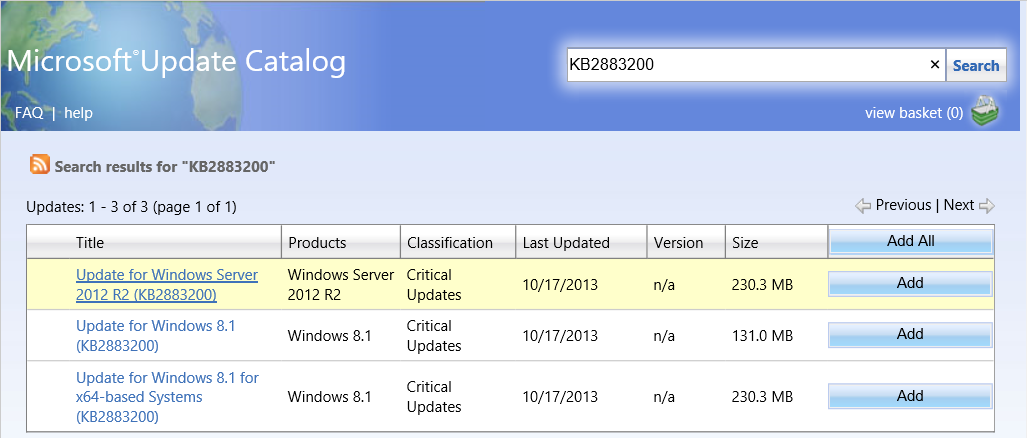 Microsoft®Update Catalog
KB2883200 × Search
FAQ | help
view basket (0)
Search results for "KB2883200"
Updates: 1 - 3 of 3 (page 1 of 1)
Previous | Next
Title Products Classification Last Updated Version Size Add All
Update for Windows Server
2012 R2 (KB2883200)
Windows Server
2012 R2
Critical
Updates
10/17/2013 n/a 230.3 MB Add
Update for Windows 8.1
(KB2883200)
Windows 8.1
Critical
Updates
10/17/2013 n/a 131.0 MB Add
Update for Windows 8.1 for
x64-based Systems
(KB2883200)
Windows 8.1
Critical
Updates
10/17/2013 n/a 230.3 MB Add